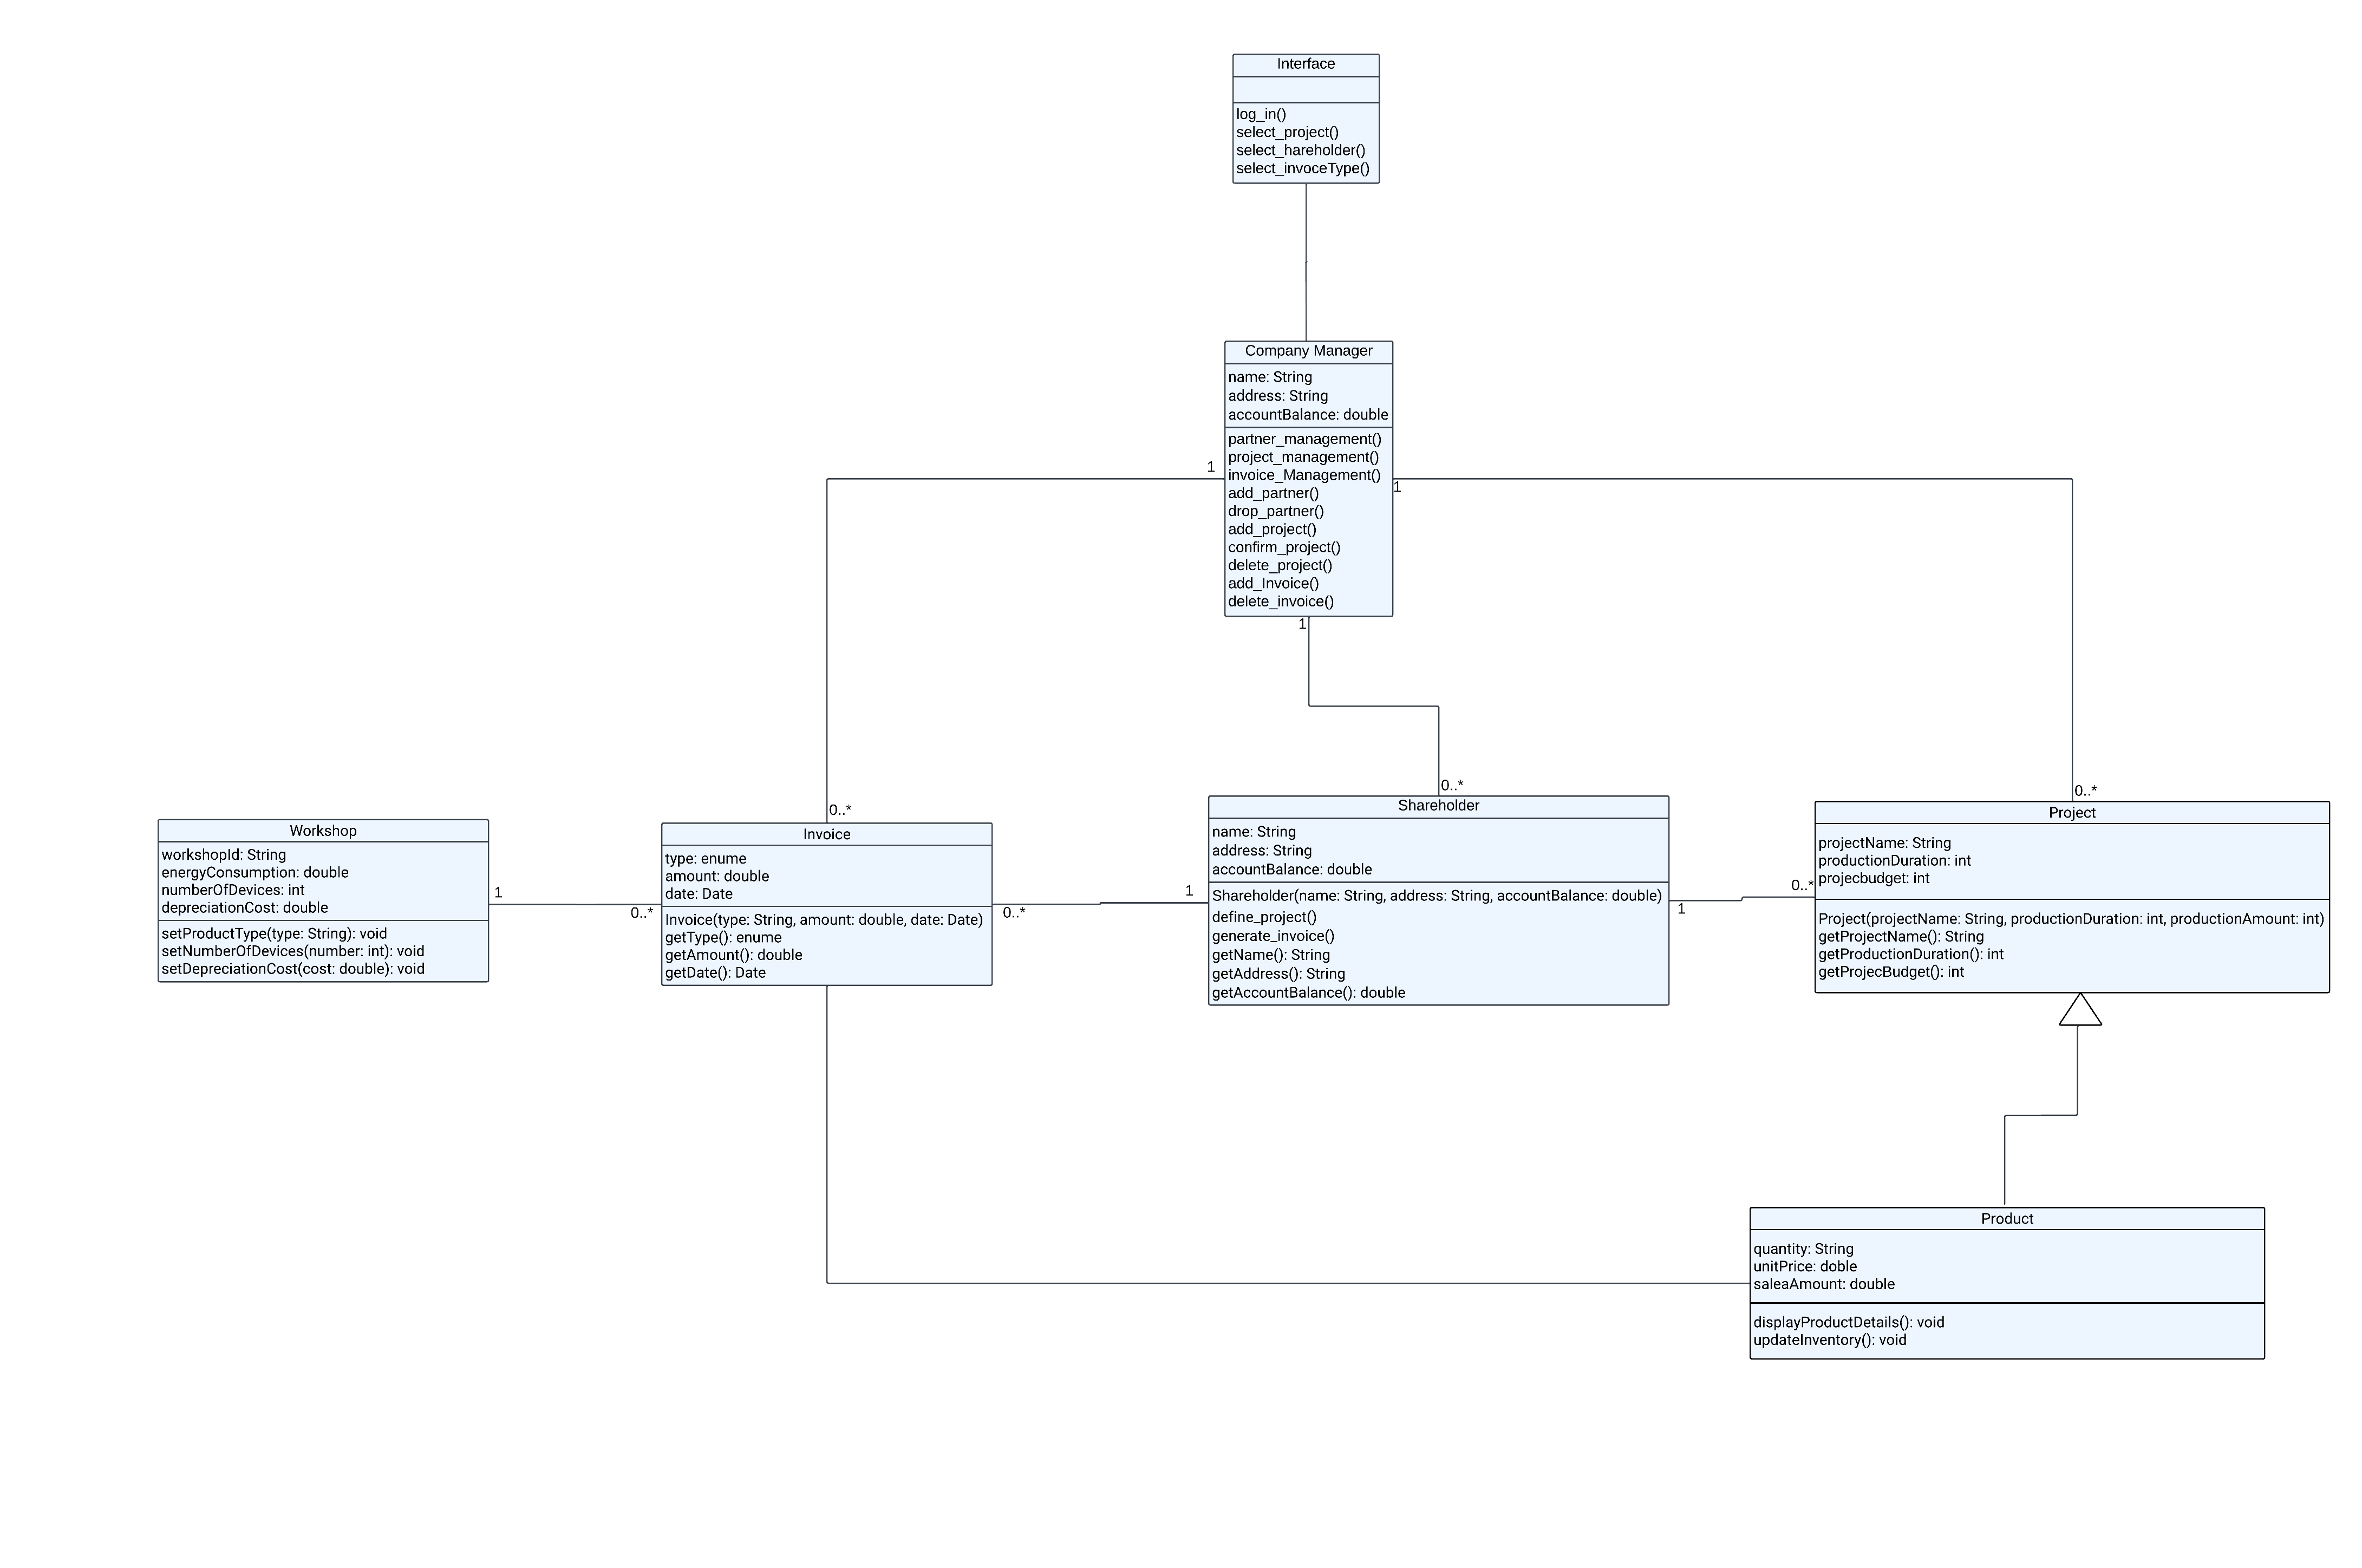 Interface
log_in()
select_project()
select_hareholder()
select_invoceType()
Company Manager
name: String
address: String
accountBalance: double
partner_management()
project_management()
invoice_Management()
add_partner()
drop_partner()
add_project()
confirm_project()
delete_project()
add_Invoice()
delete_invoice()
1
1
1
0..*
0..*
0..*
Workshop
workshopId: String
energyConsumption: double
numberOfDevices: int
depreciationCost: double
setProductType(type: String): void
setNumberOfDevices(number: int): void
setDepreciationCost(cost: double): void
1
0..*
Invoice
type: enume
amount: double
date: Date
Invoice(type: String, amount: double, date: Date)
getType(): enume
getAmount(): double
getDate(): Date
0..*
1
Shareholder
name: String
address: String
accountBalance: double
Shareholder(name: String, address: String, accountBalance: double)
define_project()
generate_invoice()
getName(): String
getAddress(): String
getAccountBalance(): double
1
0..*
Project
projectName: String
productionDuration: int
projecbudget: int
Project(projectName: String, productionDuration: int, productionAmount: int)
getProjectName(): String
getProductionDuration(): int
getProjecBudget(): int
Product
quantity: String
unitPrice: doble
saleaAmount: double
displayProductDetails(): void
updateInventory(): void